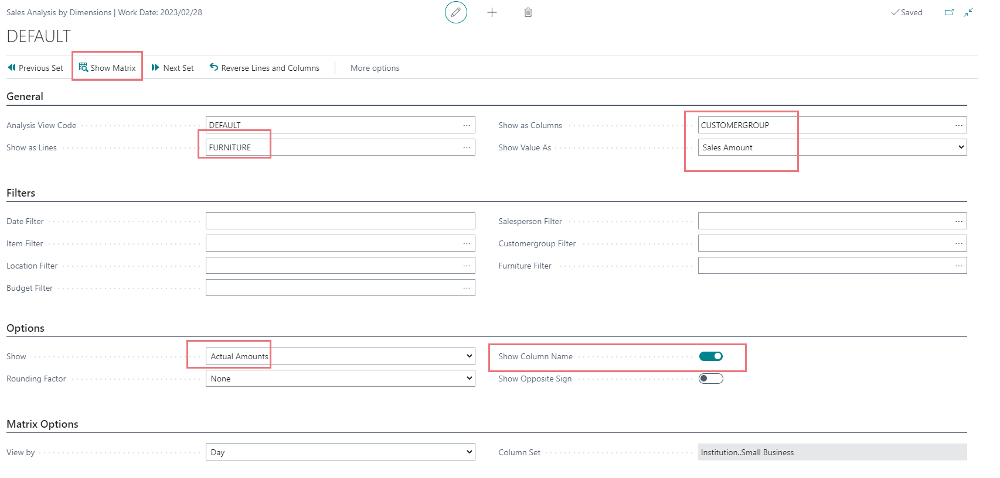 Sales Analysis by Dimensions | Work Date: 2023/02/28
Saved
DEFAULT
Previous Set Show Matrix Next Set Reverse Lines and Columns More options
General
Analysis View Code DEFAULT ... Show as Columns CUSTOMERGROUP ...
Show as Lines FURNITURE ... Show Value As Sales Amount
Filters
Date Filter Salesperson Filter ...
Item Filter ... Customergroup Filter ...
Location Filter ... Furniture Filter ...
Budget Filter ...
Options
Show Actual Amounts Show Column Name
Rounding Factor None Show Opposite Sign
Matrix Options
View by Day Column Set Institution..Small Business